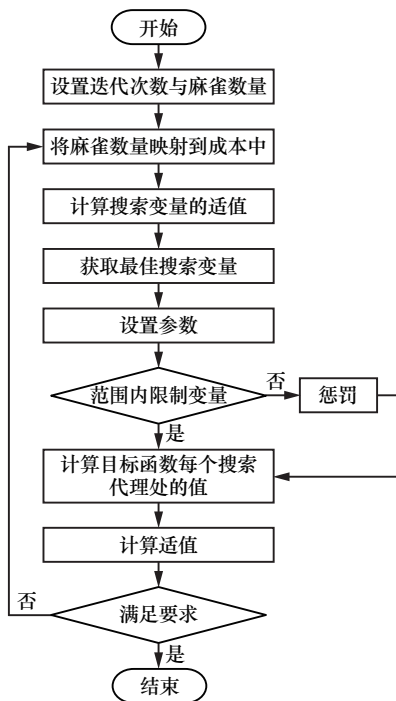 开始
设置迭代次数与麻雀数量
将麻雀数量映射到成本中
计算搜索变量的适值
获取最佳搜索变量
设置参数
范围内限制变量
否
惩罚
是
计算目标函数每个搜索
代理处的值
计算适值
否
满足要求
是
结束